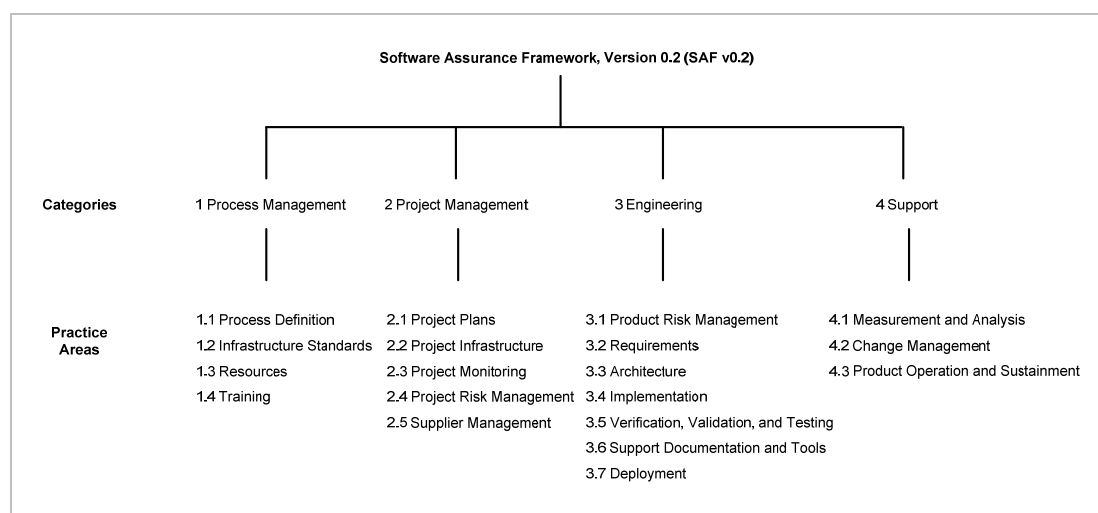 Software Assurance Framework, Version 0.2 (SAF v0.2)
Categories
1 Process Management
2 Project Management
3 Engineering
4 Support
Practice
Areas
1.1 Process Definition
1.2 Infrastructure Standards
1.3 Resources
1.4 Training
2.1 Project Plans
2.2 Project Infrastructure
2.3 Project Monitoring
2.4 Project Risk Management
2.5 Supplier Management
3.1 Product Risk Management
3.2 Requirements
3.3 Architecture
3.4 Implementation
3.5 Verification, Validation, and Testing
3.6 Support Documentation and Tools
3.7 Deployment
4.1 Measurement and Analysis
4.2 Change Management
4.3 Product Operation and Sustainment